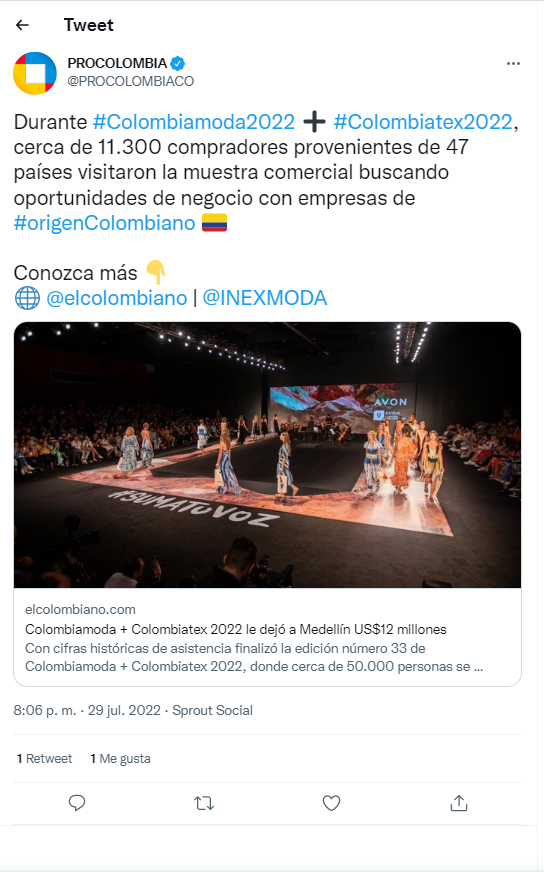 Tweet
PROCOLOMBIA
@PROCOLOMBIACO
Durante #Colombiamoda2022 ➕ #Colombiatex2022,
cerca de 11.300 compradores provenientes de 47
países visitaron la muestra comercial buscando
oportunidades de negocio con empresas de
#origenColombiano 🇨🇴
Conozca más 👇
🌐 @elcolombiano | @INEXMODA
AVON
AVON
#SUMATUVOZ
elcolombiano.com
Colombiamoda + Colombiatex 2022 le dejó a Medellín US$12 millones
Con cifras históricas de asistencia finalizó la edición número 33 de
Colombiamoda + Colombiatex 2022, donde cerca de 50.000 personas se ...
8:06 p. m. · 29 jul. 2022 · Sprout Social
1 Retweet 1 Me gusta